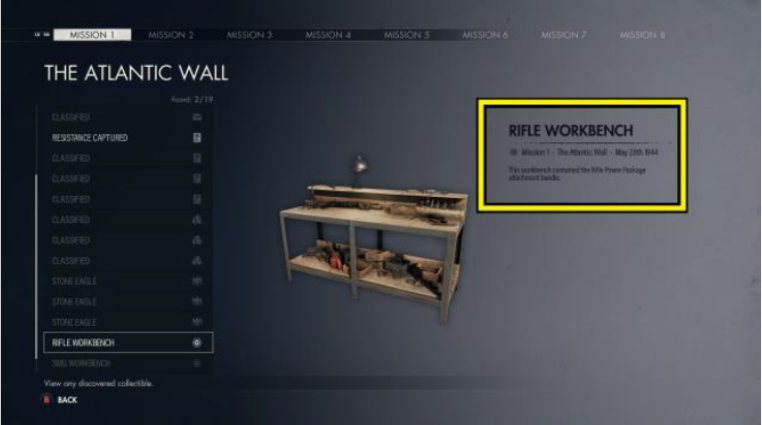 MISSION 1 MISSION 2 MISSION 3 MISSION 4 MISSION 5 MISSION 6 MISSION 7 MISSION 8
THE ATLANTIC WALL
Found: 2/19
CLASSIFIED
RESISTANCE CAPTURED
CLASSIFIED
CLASSIFIED
CLASSIFIED
CLASSIFIED
CLASSIFIED
CLASSIFIED
STONE EAGLE
STONE EAGLE
STONE EAGLE
RIFLE WORKBENCH
SMG WORKBENCH
RIFLE WORKBENCH
Mission 1 - The Atlantic Wall - May 28th 1944
This workbench contained the Rifle Power Package
attachment bundle.
View any discovered collectible.
B BACK